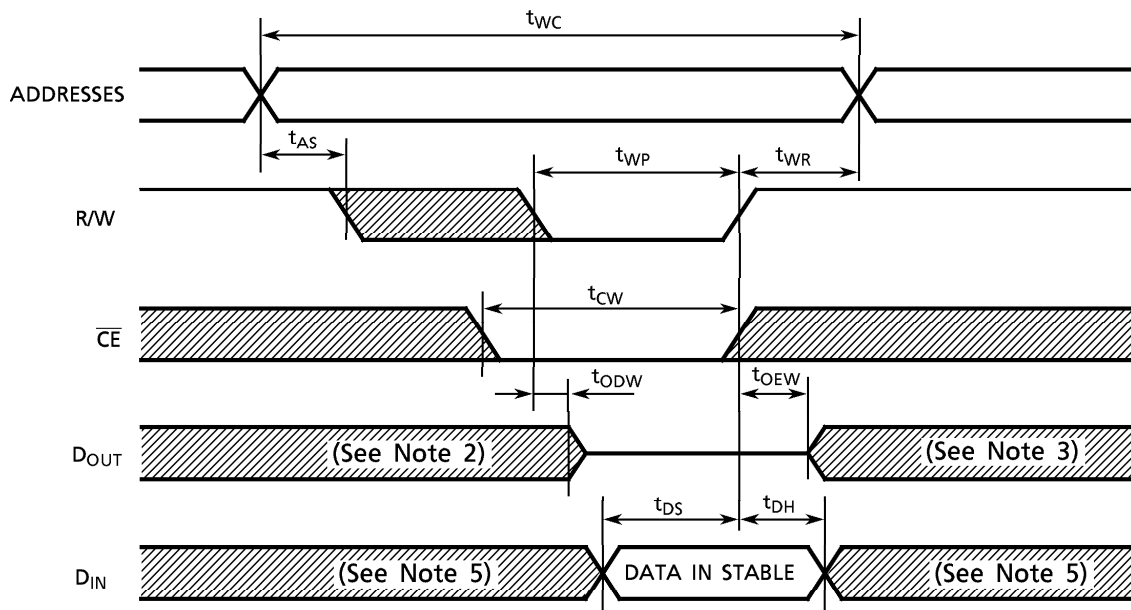 tWC
ADDRESSES
tAS
tWP
tWR
R/W
tCW
CE
tODW
tOEW
DOUT
(See Note 2)
(See Note 3)
tDS
tDH
DIN
(See Note 5)
DATA IN STABLE
(See Note 5)